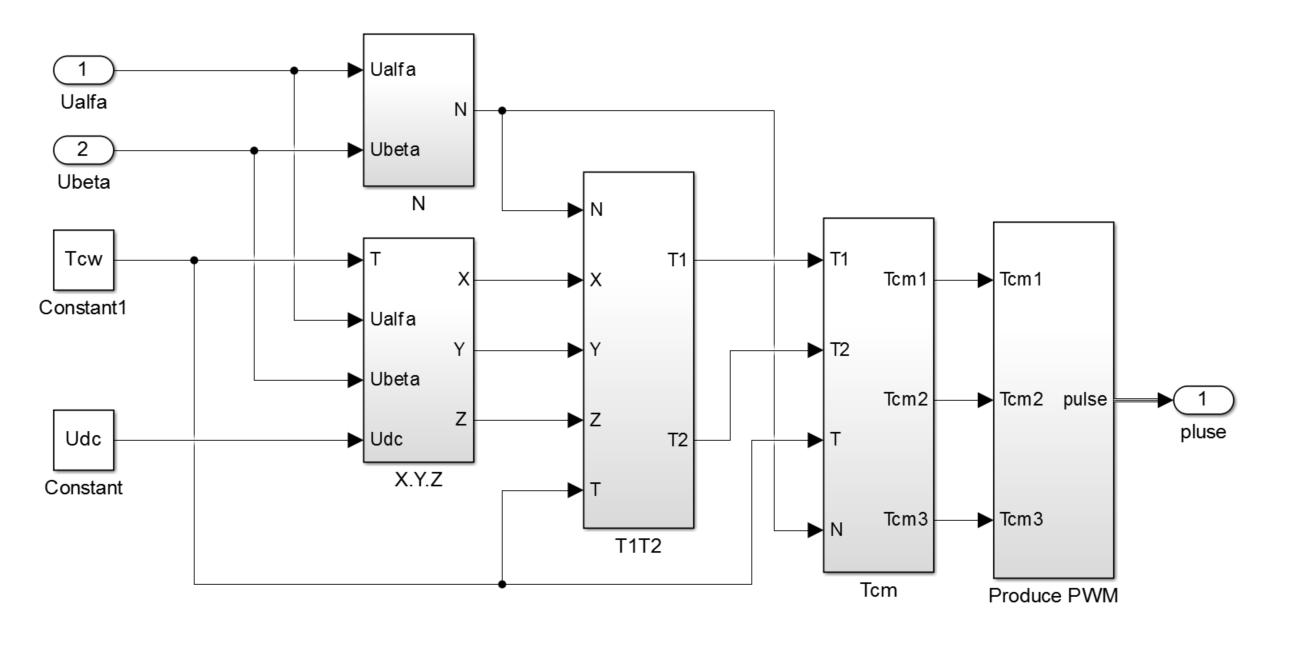 1
Ualfa
2
Ubeta
Tcw
Constant1
Udc
Constant
Ualfa
Ubeta
N
N
T
Ualfa
Ubeta
Udc
X
Y
Z
X.Y.Z
N
X
Y
Z
T
T1
T2
T1T2
T1
T2
T
N
Tcm1
Tcm2
Tcm3
Tcm
Tcm1
Tcm2
Tcm3
pulse
Produce PWM
1
pluse